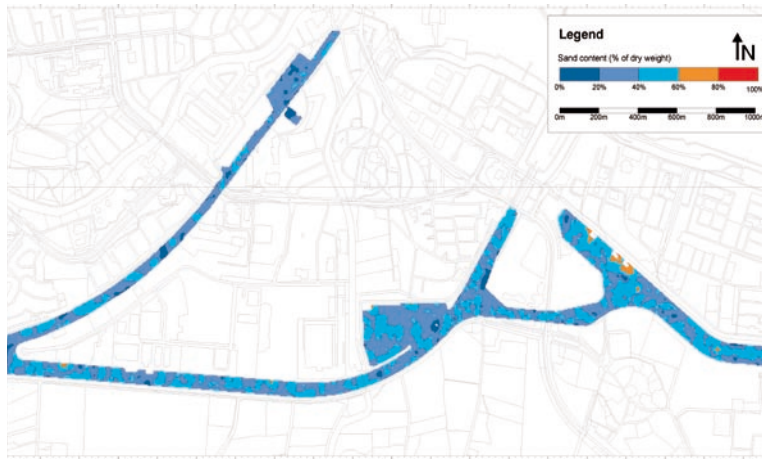 Legend
N
Sand content (% of dry weight)
0% 20% 40% 60% 80% 100%
0m 200m 400m 600m 800m 1000m